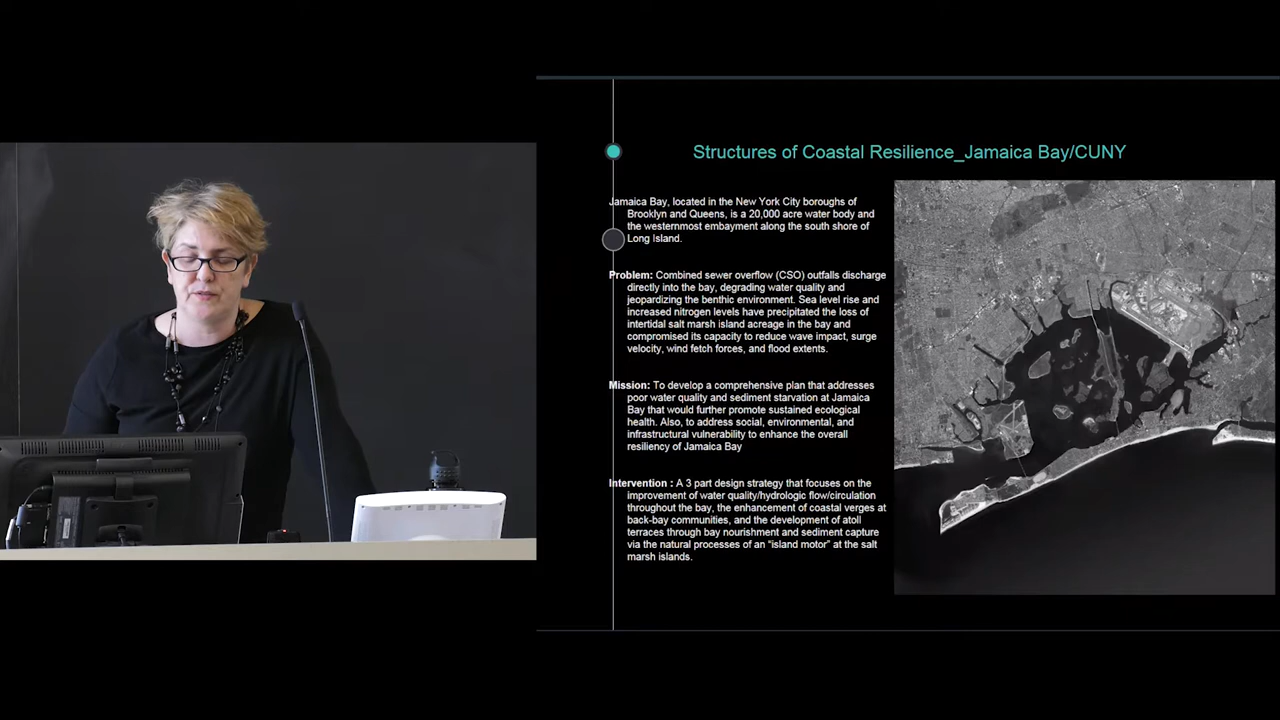 Structures of Coastal Resilience_Jamaica Bay/CUNY
Jamaica Bay, located in the New York City boroughs of
Brooklyn and Queens, is a 20,000 acre water body and
the westernmost embayment along the south shore of
Long Island.
Problem: Combined sewer overflow (CSO) outfalls discharge
directly into the bay, degrading water quality and
jeopardizing the benthic environment. Sea level rise and
increased nitrogen levels have precipitated the loss of
intertidal salt marsh island acreage in the bay and
compromised its capacity to reduce wave impact, surge
velocity, wind fetch forces, and flood extents.
Mission: To develop a comprehensive plan that addresses
poor water quality and sediment starvation at Jamaica
Bay that would further promote sustained ecological
health. Also, to address social, environmental, and
infrastructural vulnerability to enhance the overall
resiliency of Jamaica Bay
Intervention : A 3 part design strategy that focuses on the
improvement of water quality/hydrologic flow/circulation
throughout the bay, the enhancement of coastal verges at
back-bay communities, and the development of atoll
terraces through bay nourishment and sediment capture
via the natural processes of an “island motor” at the salt
marsh islands.